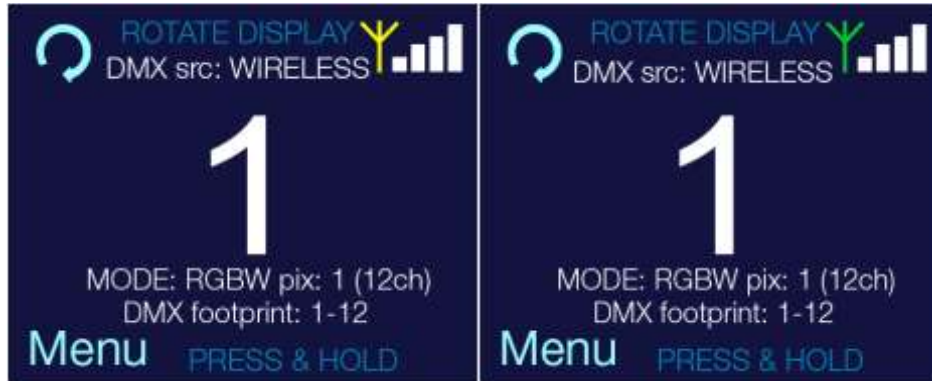 ROTATE DISPLAY
DMX src: WIRELESS
1
MODE: RGBW pix: 1 (12ch)
DMX footprint: 1-12
Menu PRESS & HOLD
ROTATE DISPLAY
DMX src: WIRELESS
1
MODE: RGBW pix: 1 (12ch)
DMX footprint: 1-12
Menu PRESS & HOLD